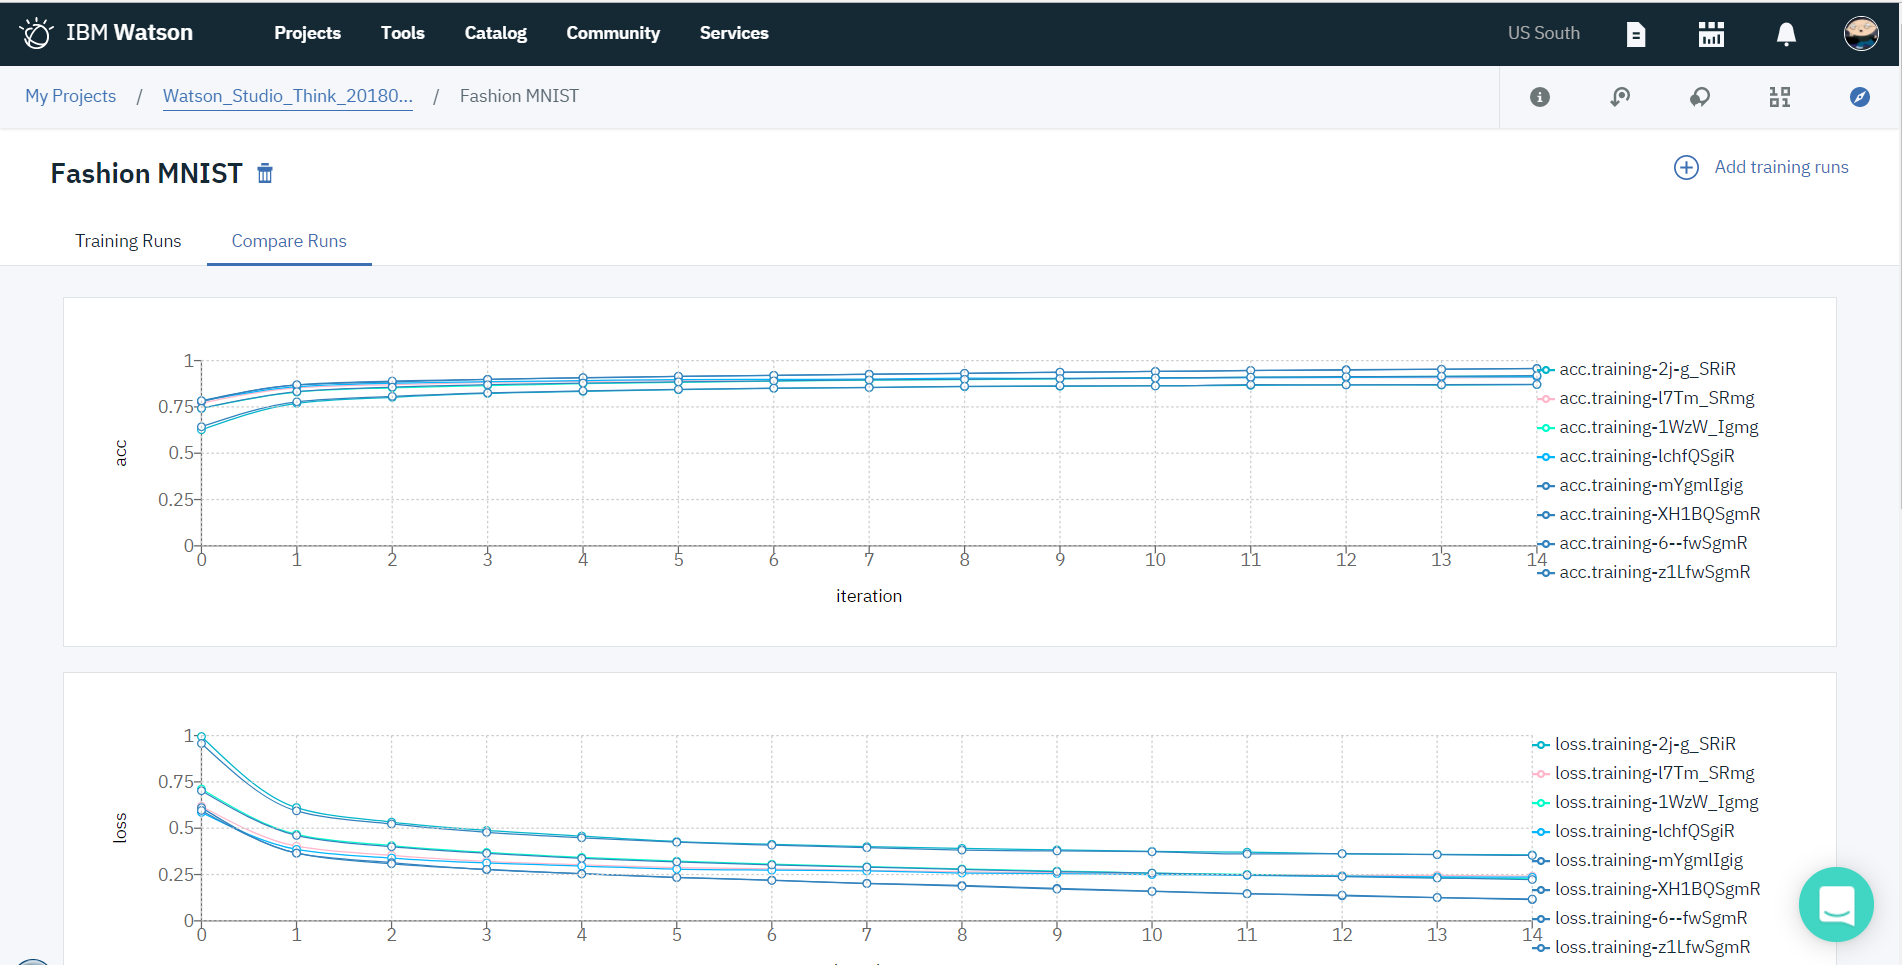 IBM Watson
Projects Tools Catalog Community Services
US South
My Projects / Watson_Studio_Think_20180... / Fashion MNIST
Fashion MNIST
Add training runs
Training Runs Compare Runs
1
0.75
0.5
0.25
0
acc
0 1 2 3 4 5 6 7 8 9 10 11 12 13 14
iteration
acc.training-2j-g_SRiR
acc.training-l7Tm_SRmg
acc.training-1WzW_Igmg
acc.training-lchfQSgiR
acc.training-mYgmlIgig
acc.training-XH1BQSgmR
acc.training-6--fwSgmR
acc.training-z1LfwSgmR
1
0.75
0.5
0.25
0
loss
0 1 2 3 4 5 6 7 8 9 10 11 12 13 14
loss.training-2j-g_SRiR
loss.training-l7Tm_SRmg
loss.training-1WzW_Igmg
loss.training-lchfQSgiR
loss.training-mYgmlIgig
loss.training-XH1BQSgmR
loss.training-6--fwSgmR
loss.training-z1LfwSgmR